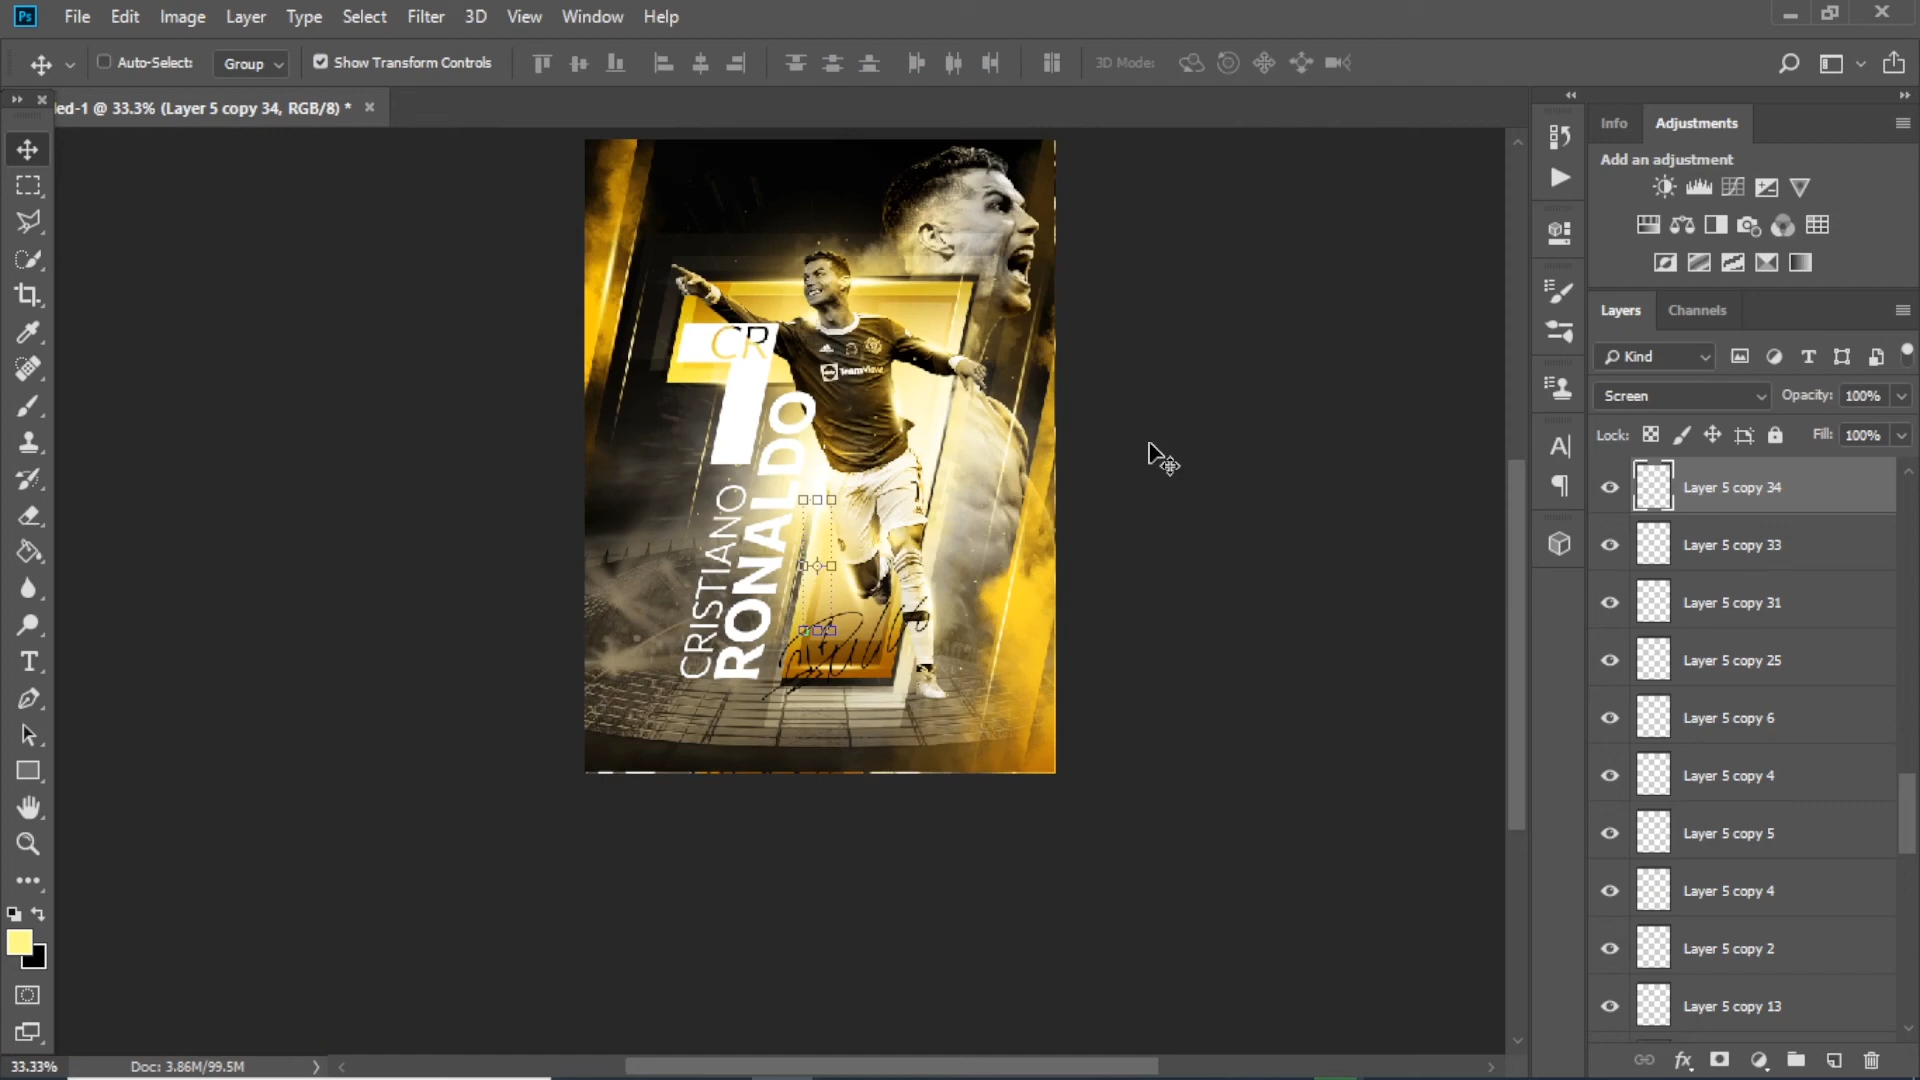 Ps File Edit Image Layer Type Select Filter 3D View Window Help
Auto-Select: Group Show Transform Controls 3D Mode:
ed-1 @ 33.3% (Layer 5 copy 34, RGB/8) *
Info Adjustments
Add an adjustment
Layers Channels
Kind
Screen Opacity: 100%
Lock: Fill: 100%
Layer 5 copy 34
Layer 5 copy 33
Layer 5 copy 31
Layer 5 copy 25
Layer 5 copy 6
Layer 5 copy 4
Layer 5 copy 5
Layer 5 copy 4
Layer 5 copy 2
Layer 5 copy 13
CR
7
TeamView
CRISTIANO
RONALDO
33.33% Doc: 3.86M/99.5M